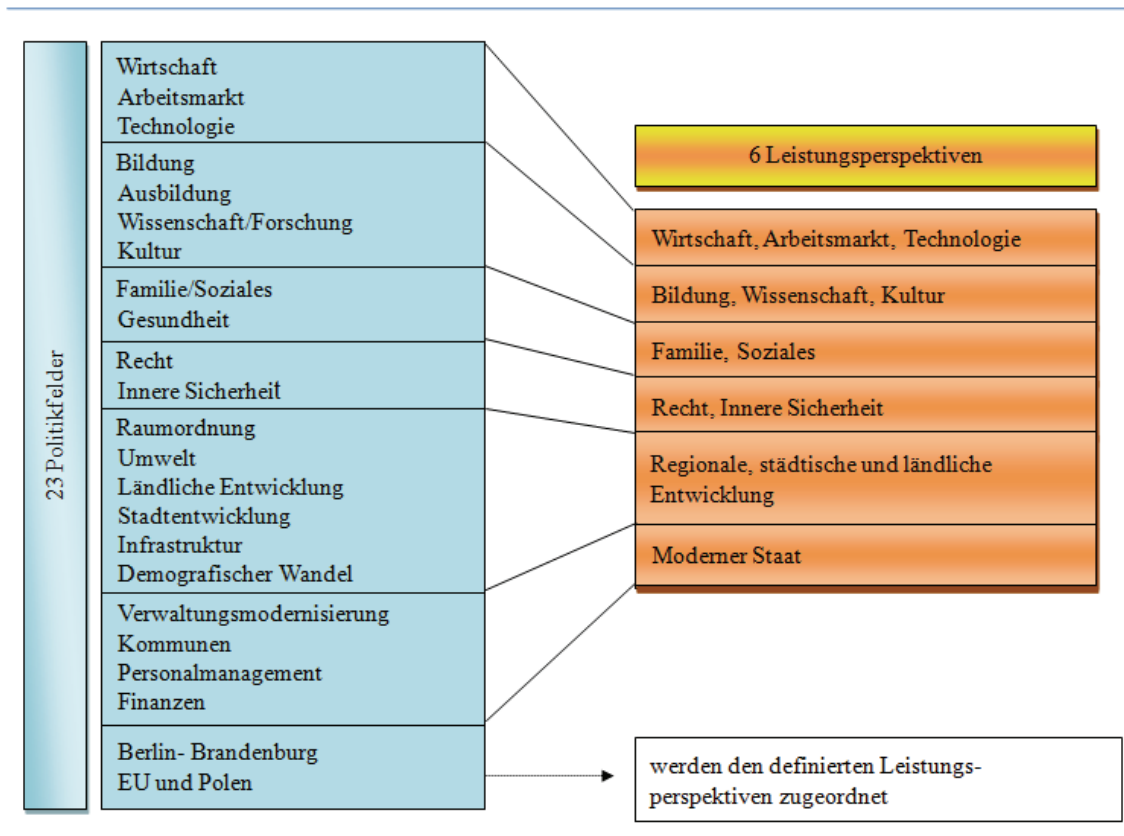 23 Politikfelder
Wirtschaft
Arbeitsmarkt
Technologie
Bildung
Ausbildung
Wissenschaft/Forschung
Kultur
Familie/Soziales
Gesundheit
Recht
Innere Sicherheit
Raumordnung
Umwelt
Ländliche Entwicklung
Stadtentwicklung
Infrastruktur
Demografischer Wandel
Verwaltungsmodernisierung
Kommunen
Personalmanagement
Finanzen
Berlin- Brandenburg
EU und Polen
6 Leistungsperspektiven
Wirtschaft, Arbeitsmarkt, Technologie
Bildung, Wissenschaft, Kultur
Familie, Soziales
Recht, Innere Sicherheit
Regionale, städtische und ländliche
Entwicklung
Moderner Staat
werden den definierten Leistungs-
perspektiven zugeordnet